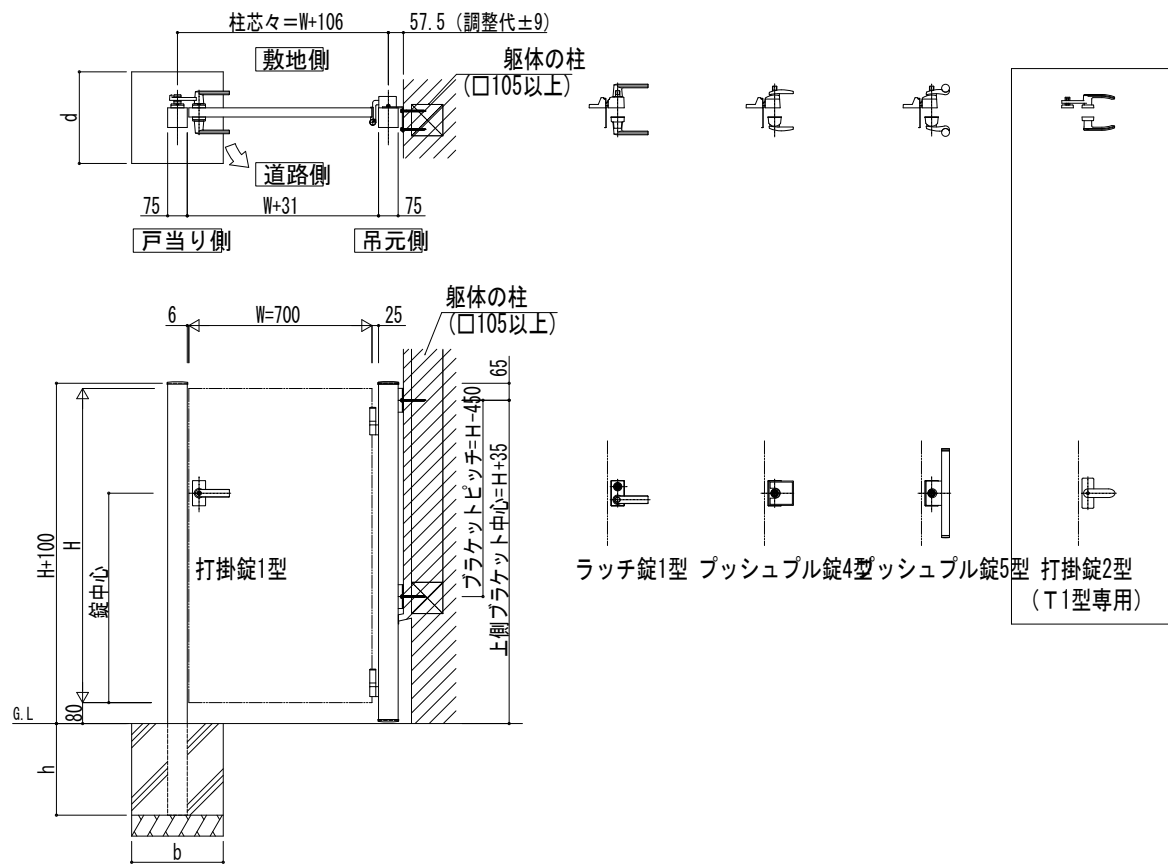 柱芯々=W+106
57.5 (調整代±9)
敷地側
躯体の柱
(□105以上)
d
道路側
75
W+31
75
戸当り側
吊元側
躯体の柱
(□105以上)
6
W=700
25
65
H+100
H
錠中心
打掛錠1型
ブラケットピッチ=H-450
上側ブラケット中心=H+35
ラッチ錠1型
プッシュプル錠4型
プッシュプル錠5型
打掛錠2型
(T1型専用)
G.L
80
h
b